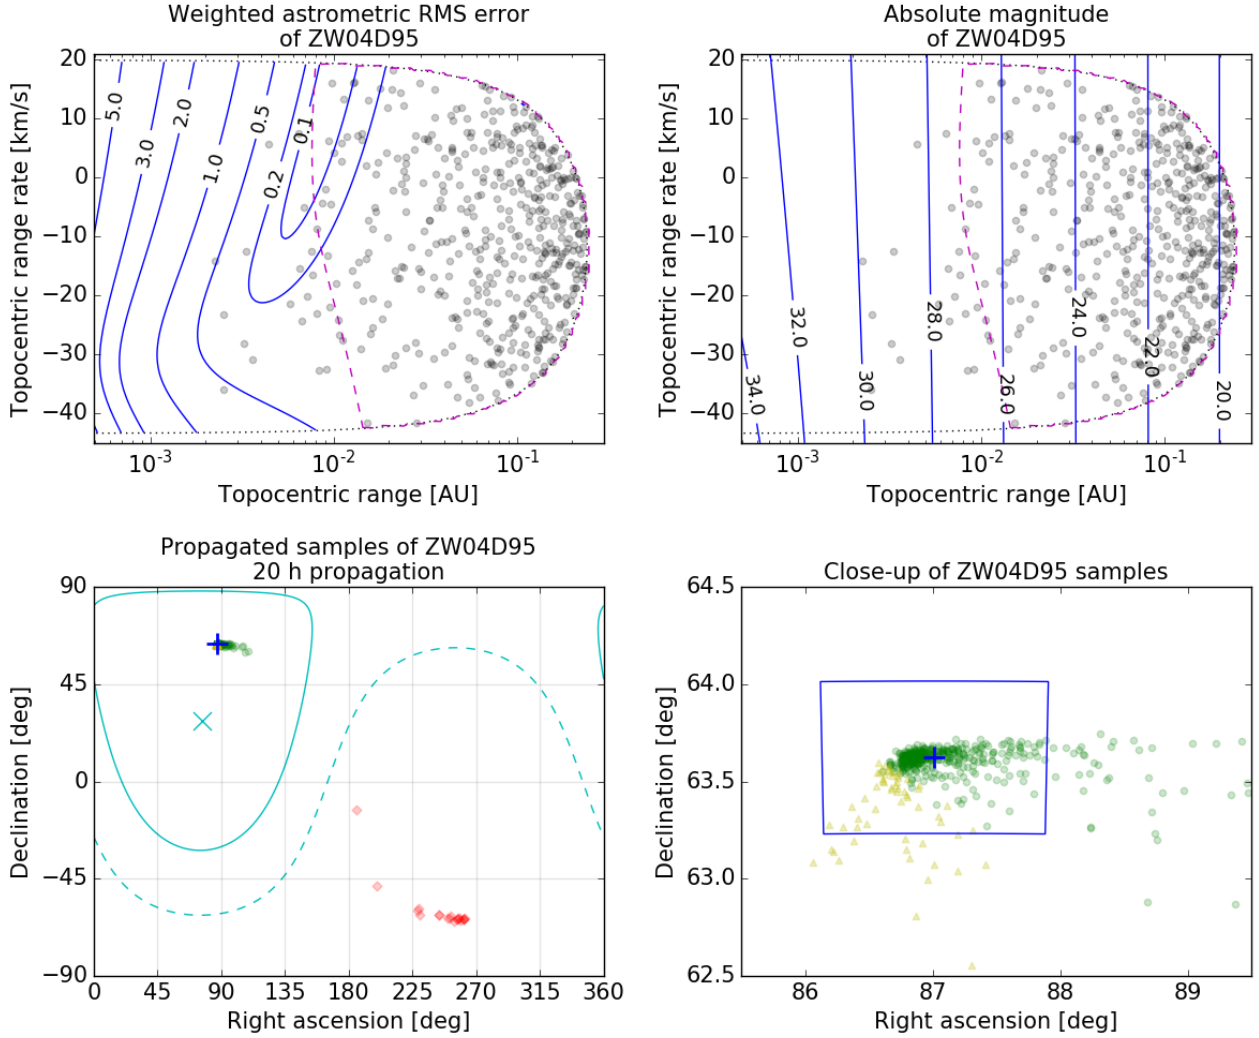 Weighted astrometric RMS error
of ZW04D95
Topocentric range rate [km/s]
20
10
0
−10
−20
−30
−40
5.0
3.0
2.0
1.0
0.5
0.2
0.1
10-3
10-2
10-1
Topocentric range [AU]
Absolute magnitude
of ZW04D95
Topocentric range rate [km/s]
20
10
0
−10
−20
−30
−40
34.0
32.0
30.0
28.0
26.0
24.0
22.0
20.0
10-3
10-2
10-1
Topocentric range [AU]
Propagated samples of ZW04D95
20 h propagation
Declination [deg]
90
45
0
−45
−90
0 45 90 135 180 225 270 315 360
Right ascension [deg]
Close-up of ZW04D95 samples
Declination [deg]
64.5
64.0
63.5
63.0
62.5
86 87 88 89
Right ascension [deg]